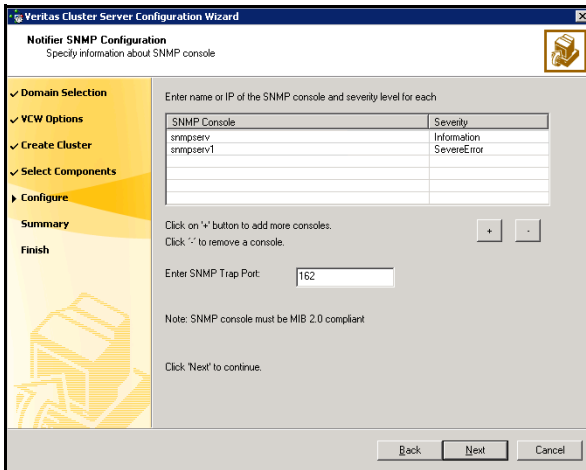 Veritas Cluster Server Configuration Wizard
Notifier SNMP Configuration
Specify information about SNMP console
Domain Selection
VCW Options
Create Cluster
Select Components
Configure
Summary
Finish
Enter name or IP of the SNMP console and severity level for each
SNMP Console Severity
snmpserv Information
snmpserv1 SevereError
Click on '+' button to add more consoles.
Click '-' to remove a console.
+ -
Enter SNMP Trap Port: 162
Note: SNMP console must be MIB 2.0 compliant
Click 'Next' to continue.
Back Next Cancel